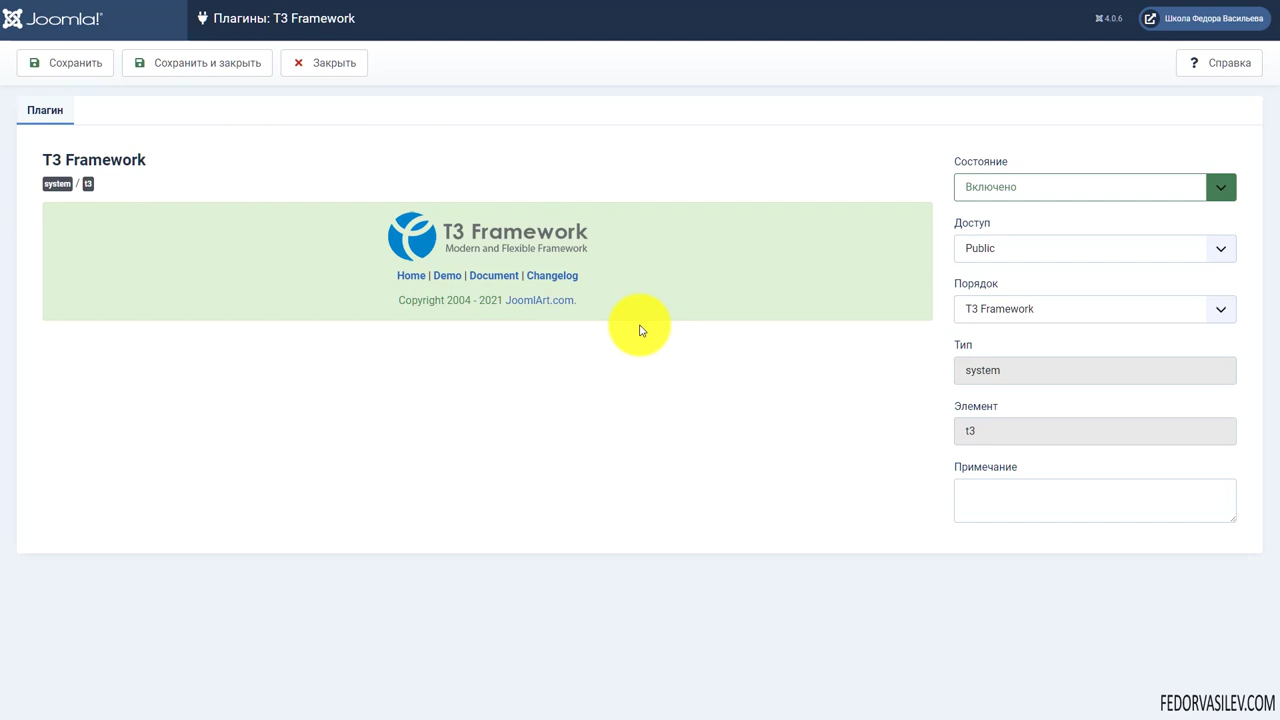 Joomla!®
Плагины: T3 Framework
4.0.6
Школа Федора Васильева
Сохранить
Сохранить и закрыть
Закрыть
? Справка
Плагин
T3 Framework
system / t3
T3 Framework
Modern and Flexible Framework
Home | Demo | Document | Changelog
Copyright 2004 - 2021 JoomlArt.com.
Состояние
Включено
Доступ
Public
Порядок
T3 Framework
Тип
system
Элемент
t3
Примечание
FEDORVASILEV.COM